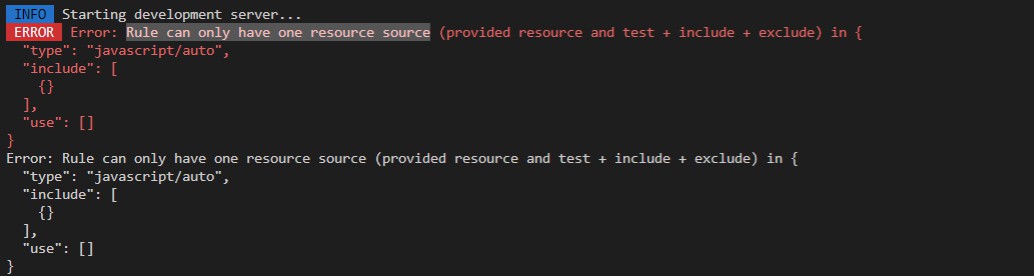 INFO Starting development server...
ERROR Error: Rule can only have one resource source (provided resource and test + include + exclude) in {
  "type": "javascript/auto",
  "include": [
    {}
  ],
  "use": []
}
Error: Rule can only have one resource source (provided resource and test + include + exclude) in {
  "type": "javascript/auto",
  "include": [
    {}
  ],
  "use": []
}